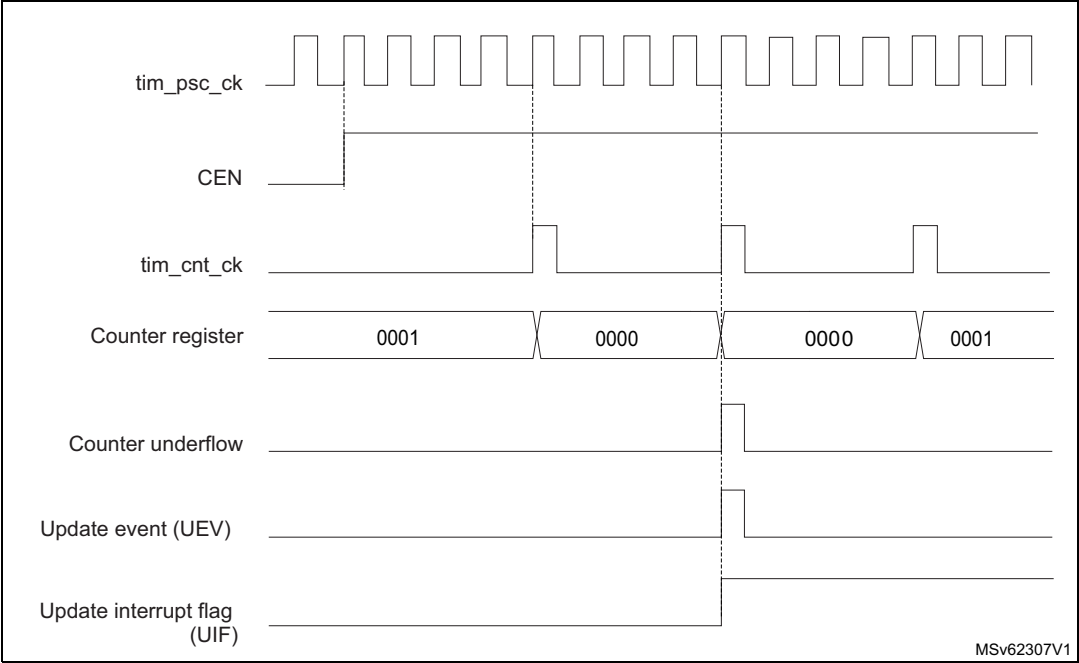 tim_psc_ck
CEN
tim_cnt_ck
Counter register
0001
0000
0000
0001
Counter underflow
Update event (UEV)
Update interrupt flag
(UIF)
MSv62307V1